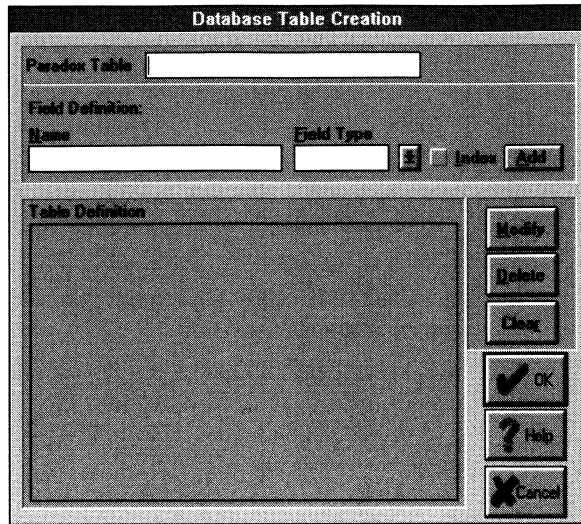 Database Table Creation
Paradox Table
Field Definition:
Name
Field Type
Index
Add
Table Definition
Modify
Delete
Clear
OK
Help
Cancel